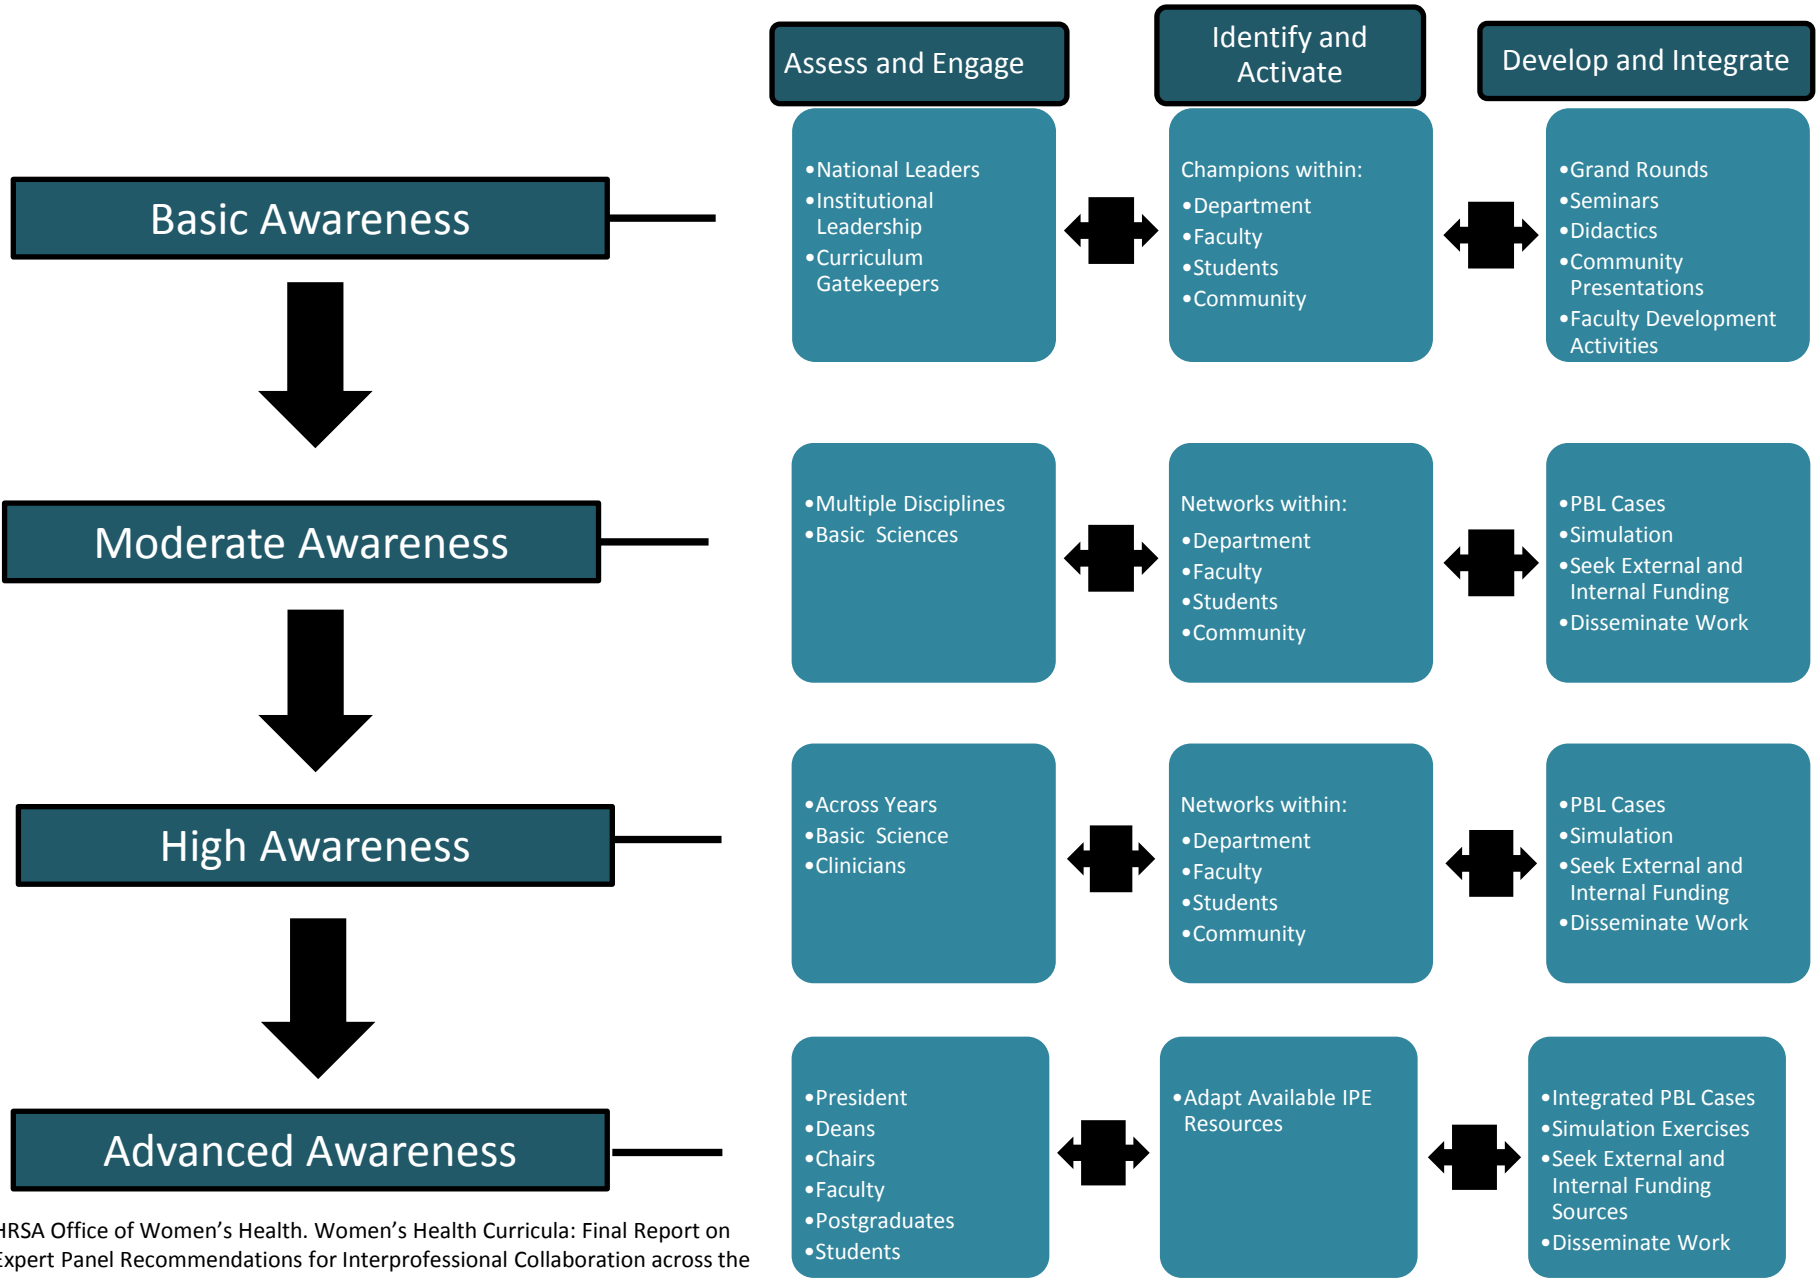 Assess and Engage
Identify and
Activate
Develop and Integrate
Basic Awareness
•National Leaders
•Institutional
Leadership
•Curriculum
Gatekeepers
Champions within:
•Department
•Faculty
•Students
•Community
•Grand Rounds
•Seminars
•Didactics
•Community
Presentations
•Faculty Development
Activities
Moderate Awareness
•Multiple Disciplines
•Basic Sciences
Networks within:
•Department
•Faculty
•Students
•Community
•PBL Cases
•Simulation
•Seek External and
Internal Funding
•Disseminate Work
High Awareness
•Across Years
•Basic Science
•Clinicians
Networks within:
•Department
•Faculty
•Students
•Community
•PBL Cases
•Simulation
•Seek External and
Internal Funding
•Disseminate Work
Advanced Awareness
•President
•Deans
•Chairs
•Faculty
•Postgraduates
•Students
•Adapt Available IPE
Resources
•Integrated PBL Cases
•Simulation Exercises
•Seek External and
Internal Funding
Sources
•Disseminate Work
HRSA Office of Women's Health. Women's Health Curricula: Final Report on
Expert Panel Recommendations for Interprofessional Collaboration across the